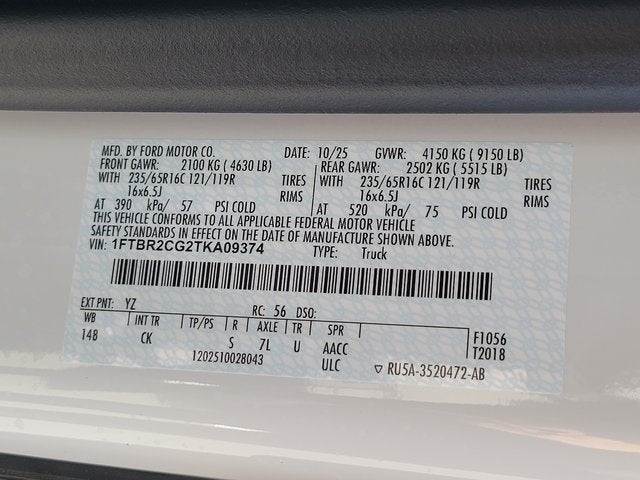 MFD. BY FORD MOTOR CO. DATE: 10/25 GVWR: 4150 KG ( 9150 LB)
FRONT GAWR: 2100 KG ( 4630 LB) REAR GAWR: 2502 KG ( 5515 LB)
WITH 235/65R16C 121/119R TIRES WITH 235/65R16C 121/119R TIRES
16x6.5J 16x6.5J
AT 390 kPa/ 57 PSI COLD AT 520 kPa/ 75 PSI COLD
THIS VEHICLE CONFORMS TO ALL APPLICABLE FEDERAL MOTOR VEHICLE
SAFETY STANDARDS IN EFFECT ON THE DATE OF MANUFACTURE SHOWN ABOVE.
VIN: 1FTBR2CG2TKA09374 TYPE: Truck
EXT PNT: YZ RC: 56 DSO:
WB INT TR TP/PS R AXLE TR SPR F1056
148 CK S 7L U AACC T2018
1202510028043 ULC RU5A-3520472-AB